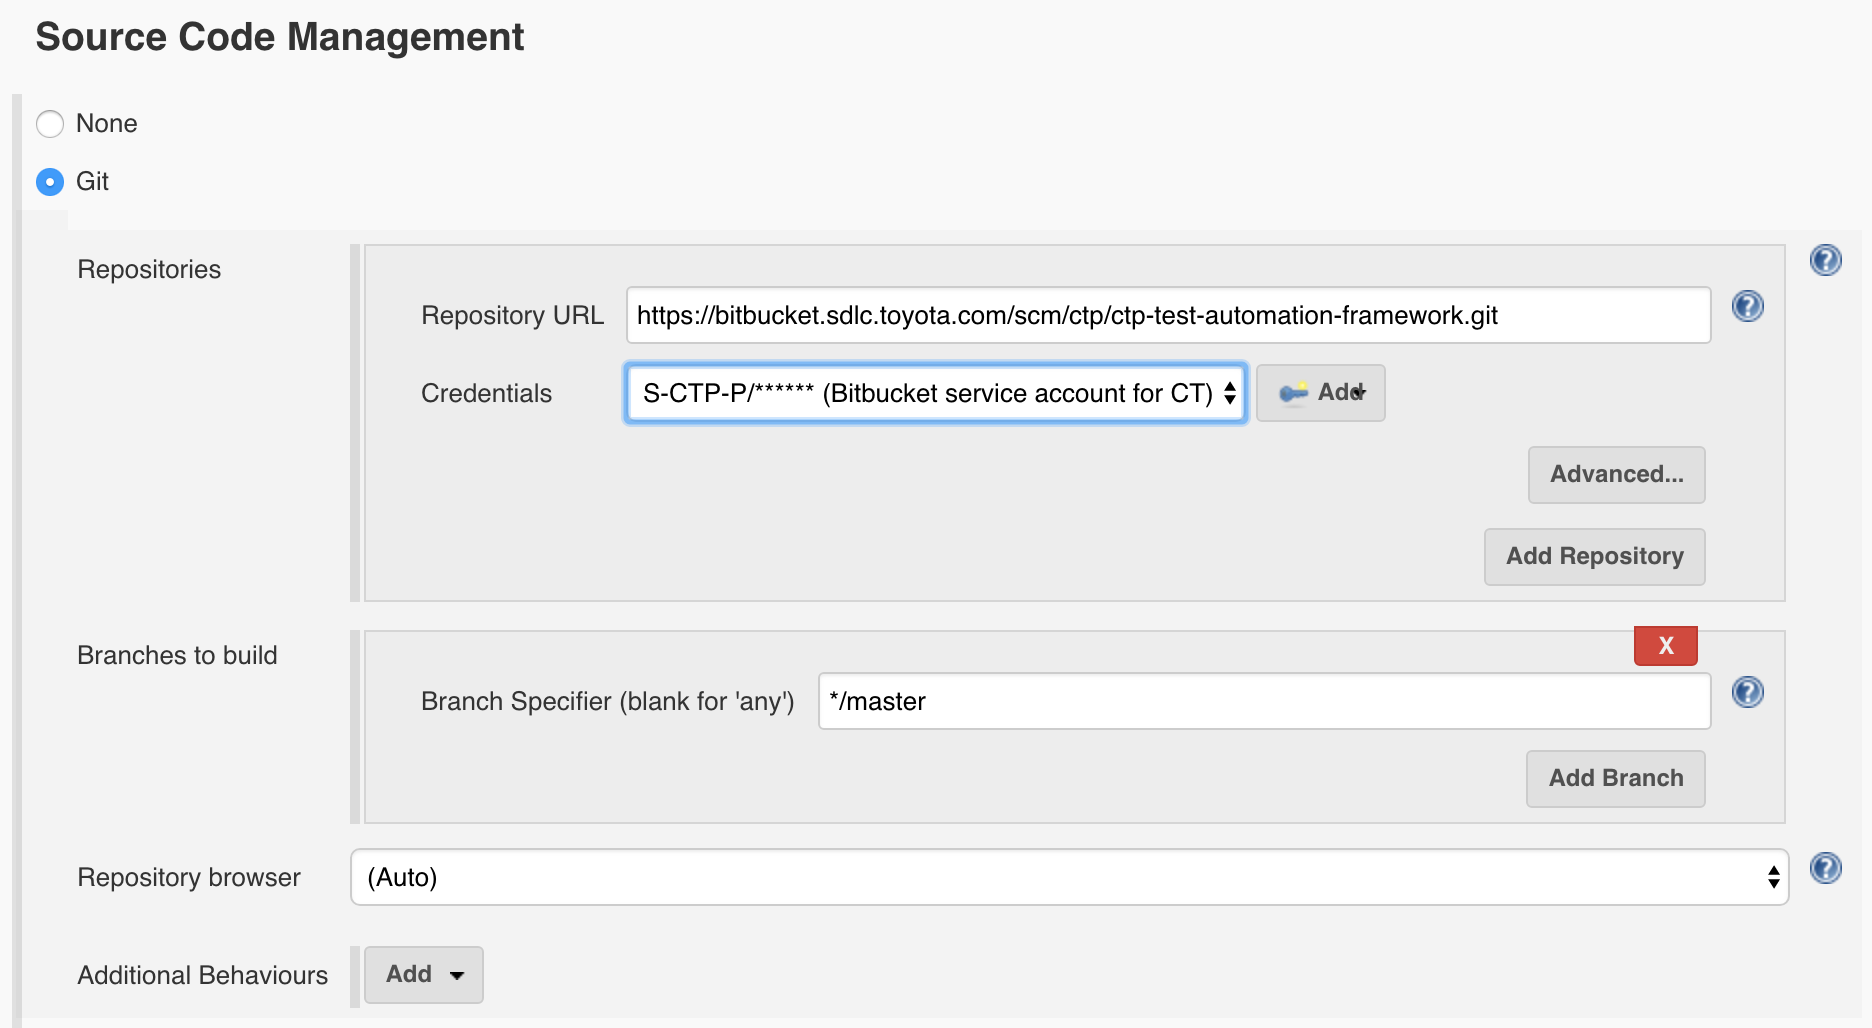 Source Code Management
None
Git
Repositories
Repository URL https://bitbucket.sdlc.toyota.com/scm/ctp/ctp-test-automation-framework.git
Credentials S-CTP-P/****** (Bitbucket service account for CT) Add
Advanced...
Add Repository
X
Branches to build
Branch Specifier (blank for 'any') */master
Add Branch
Repository browser (Auto)
Additional Behaviours Add